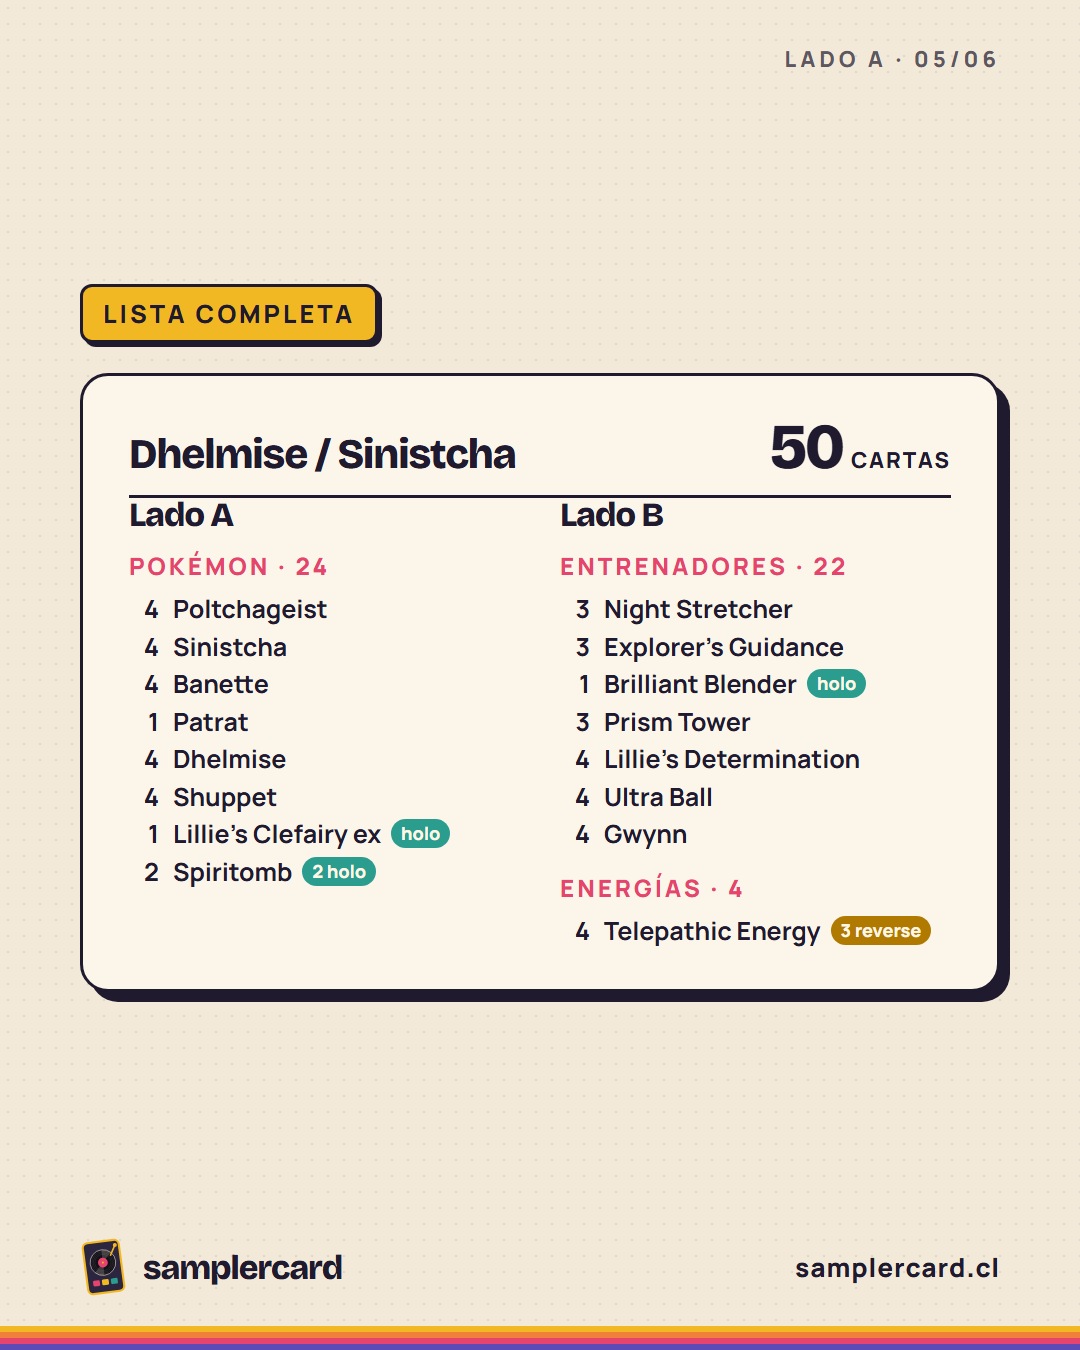 LADO A · 05/06
LISTA COMPLETA
Dhelmise / Sinistcha
50 CARTAS
Lado A
POKÉMON · 24
4 Poltchageist
4 Sinistcha
4 Banette
1 Patrat
4 Dhelmise
4 Shuppet
1 Lillie’s Clefairy ex holo
2 Spiritomb 2 holo
Lado B
ENTRENADORES · 22
3 Night Stretcher
3 Explorer’s Guidance
1 Brilliant Blender holo
3 Prism Tower
4 Lillie’s Determination
4 Ultra Ball
4 Gwynn
ENERGÍAS · 4
4 Telepathic Energy 3 reverse
samplercard
samplercard.cl